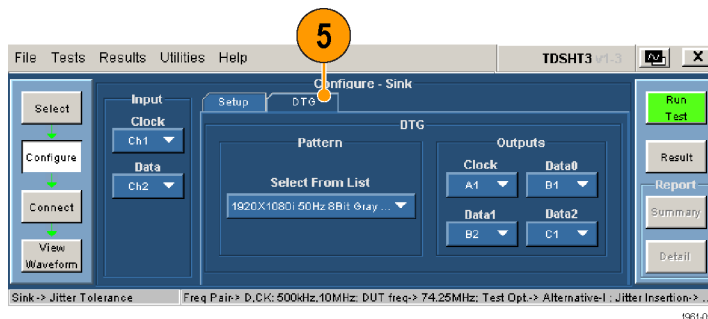 5
File Tests Results Utilities Help TDSHT3 v1.3 X
Configure - Sink
Select
Configure
Connect
View
Waveform
Input
Clock
Ch1
Data
Ch2
Setup DTG
DTG
Pattern
Select From List
1920X1080i 50Hz 8Bit Gray ...
Outputs
Clock Data0
A1 B1
Data1 Data2
B2 C1
Run
Test
Result
Report
Summary
Detail
Sink -> Jitter Tolerance Freq Pair-> D,CK: 500kHz,10MHz; DUT freq-> 74.25MHz; Test Opt.-> Alternative-I ; Jitter Insertion-> ..